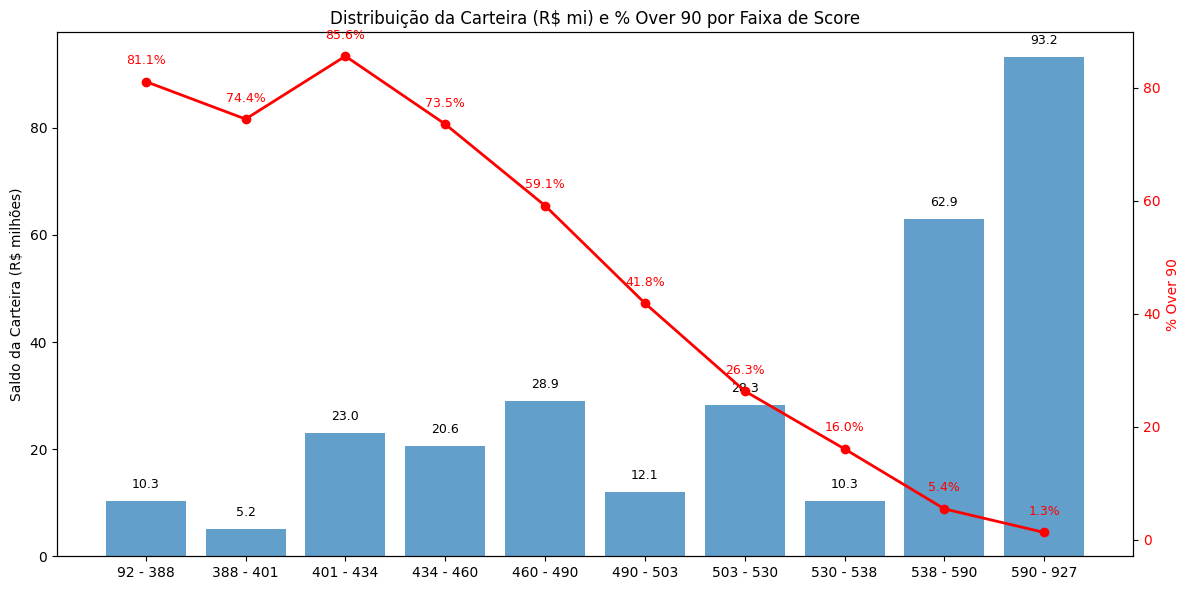 Distribuição da Carteira (R$ mi) e % Over 90 por Faixa de Score
Saldo da Carteira (R$ milhões)
% Over 90
80
60
40
20
0
80
60
40
20
0
81.1%
74.4%
85.6%
73.5%
59.1%
41.8%
26.3%
16.0%
5.4%
1.3%
10.3
5.2
23.0
20.6
28.9
12.1
28.3
10.3
62.9
93.2
92 - 388
388 - 401
401 - 434
434 - 460
460 - 490
490 - 503
503 - 530
530 - 538
538 - 590
590 - 927